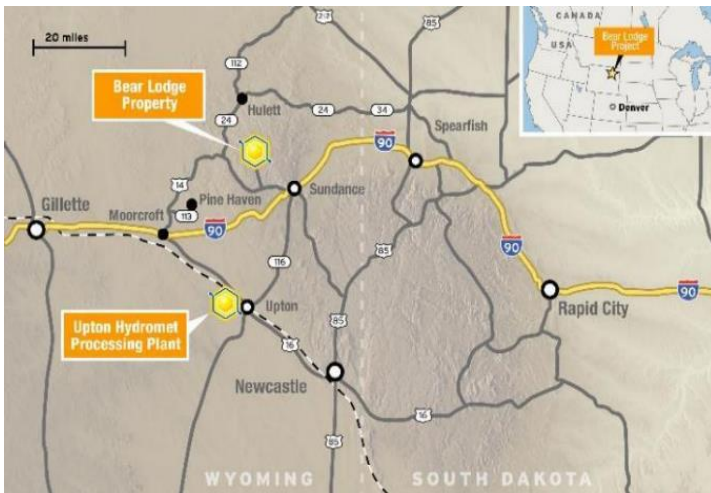 20 miles
212
85
CANADA
USA
Bear Lodge
Project
Denver
112
Bear Lodge
Property
Hulett
24
34
24
Spearfish
90
14
Sundance
Gillette
Pine Haven
113
Moorcroft
90
85
90
116
Rapid City
90
Upton
Upton Hydromet
Processing Plant
85
16
Newcastle
16
85
WYOMING
SOUTH DAKOTA